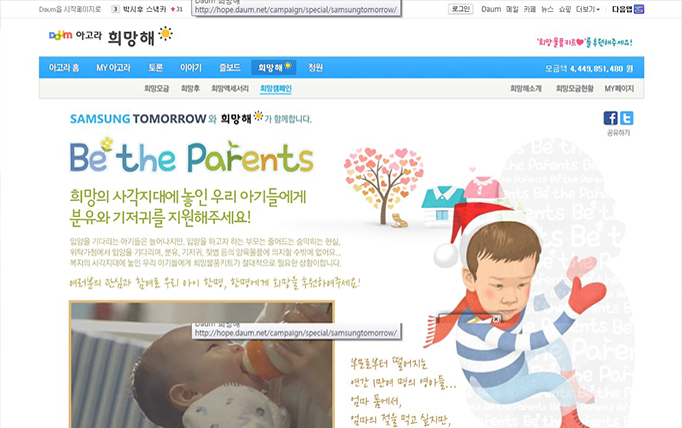 Daum 희망해
http://hope.daum.net/campaign/special/samsungtomorrow/
Daum을 시작페이지로 3 박시후 스낵카 31
로그인 Daum 메일 카페 뉴스 쇼핑 더보기 다음앱
Daum 아고라 희망해
'희망물품키트♥'를 후원해주세요!
아고라 홈 MY 아고라 토론 이야기 즐보드 희망해 청원 모금액 4,449,851,480 원
희망모금 희망후 희망액세서리 희망캠페인 희망해소개 희망모금현황 MY페이지
SAMSUNG TOMORROW 와 희망해 가 함께합니다.
공유하기
Be the Parents
희망의 사각지대에 놓인 우리 아기들에게
분유와 기저귀를 지원해주세요!
입양을 기다리는 아기들은 늘어나지만, 입양을 하고자 하는 부모는 줄어드는 슬픈 현실,
위탁가정에서 입양을 기다리며, 분유, 기저귀, 젖병 등의 양육물품에 의지할 수밖에 없어요...
복지의 사각지대에 놓인 우리 아기들에게 희망물품키트가 절대적으로 필요한 상황이랍니다.
여러분의 관심과 참여로 우리 아이 한명, 한명에게 희망을 후원하여주세요!
Daum 희망해
http://hope.daum.net/campaign/special/samsungtomorrow/
부모로부터 떨어지는
연간 1만여 명의 영아들...
엄마 품에서,
엄마의 젖을 먹고 싶지만,
Be the Parents